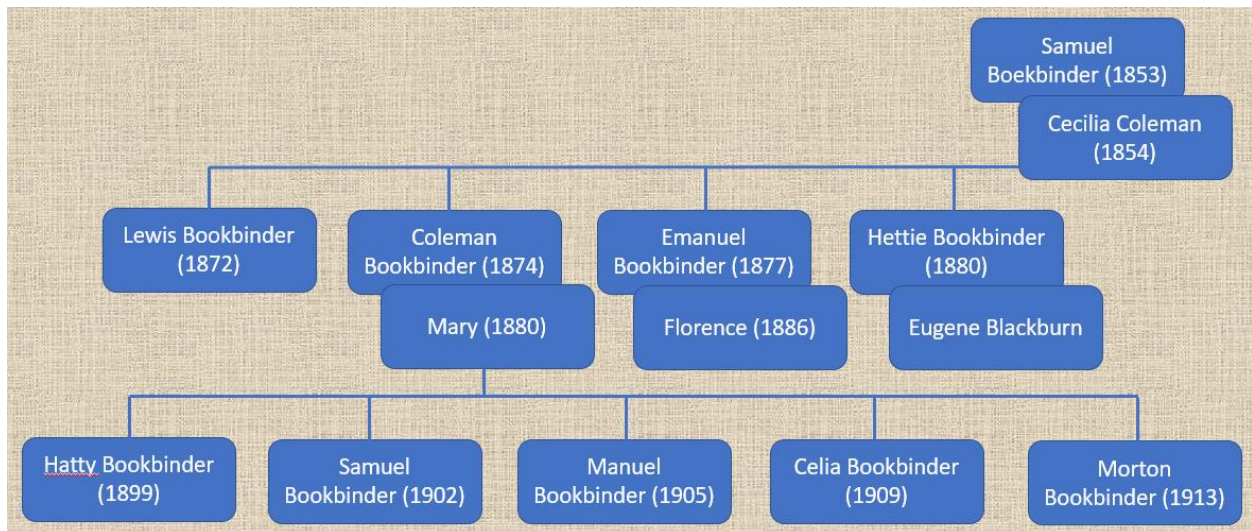 Samuel
Boekbinder (1853)
Cecilia Coleman
(1854)
Lewis Bookbinder
(1872)
Coleman
Bookbinder (1874)
Emanuel
Bookbinder (1877)
Hettie Bookbinder
(1880)
Mary (1880)
Florence (1886)
Eugene Blackburn
Hatty Bookbinder
(1899)
Samuel
Bookbinder (1902)
Manuel
Bookbinder (1905)
Celia Bookbinder
(1909)
Morton
Bookbinder (1913)